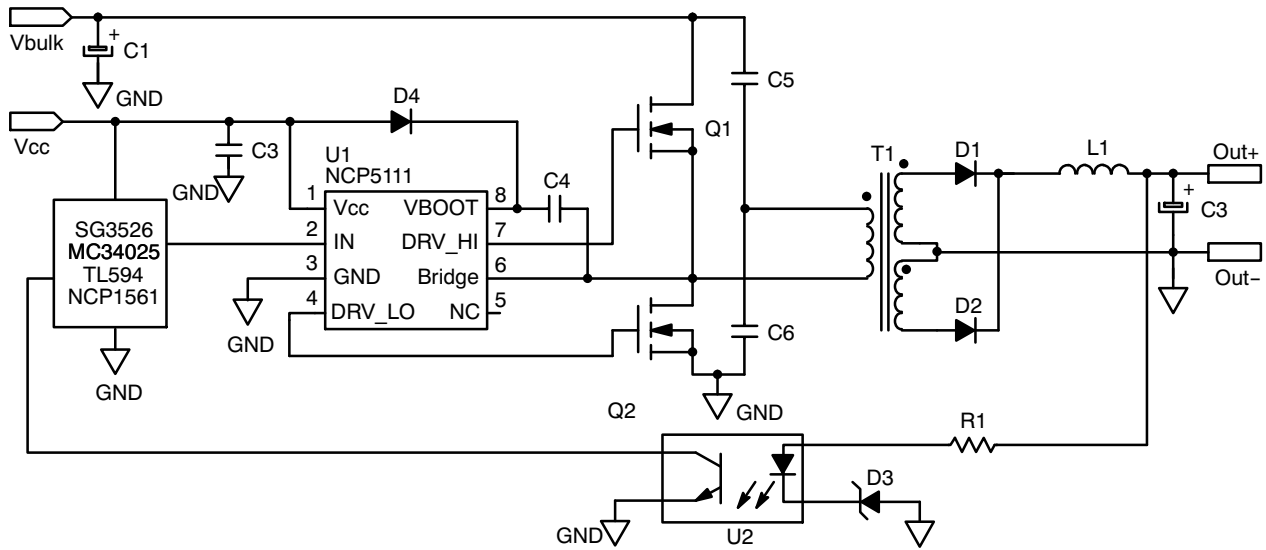 Vbulk
+
C1
GND
Vcc
C3
GND
D4
U1
NCP5111
1
Vcc
VBOOT
8
2
IN
DRV_HI
7
3
GND
Bridge
6
4
DRV_LO
NC
5
C4
SG3526
MC34025
TL594
NCP1561
GND
GND
Q1
Q2
C5
C6
GND
T1
D1
D2
L1
Out+
+
C3
Out−
R1
D3
GND
U2